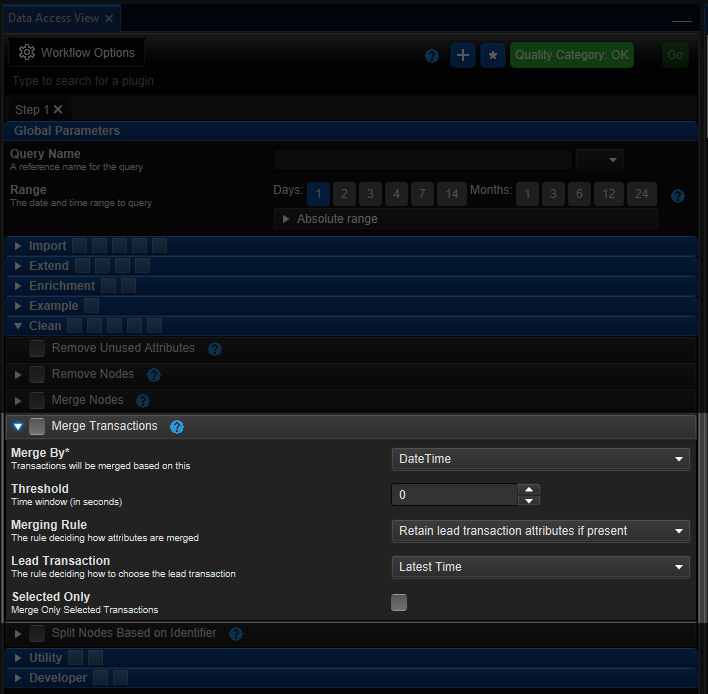 Data Access View
Workflow Options
Quality Category: OK
Go
Type to search for a plugin
Step 1
Global Parameters
Query Name
A reference name for the query
Range
The date and time range to query
Days: 1 2 3 4 7 14 Months: 1 3 6 12 24
Absolute range
Import
Extend
Enrichment
Example
Clean
Remove Unused Attributes
Remove Nodes
Merge Nodes
Merge Transactions
Merge By*
Transactions will be merged based on this
DateTime
Threshold
Time window (in seconds)
0
Merging Rule
The rule deciding how attributes are merged
Retain lead transaction attributes if present
Lead Transaction
The rule deciding how to choose the lead transaction
Latest Time
Selected Only
Merge Only Selected Transactions
Split Nodes Based on Identifier
Utility
Developer